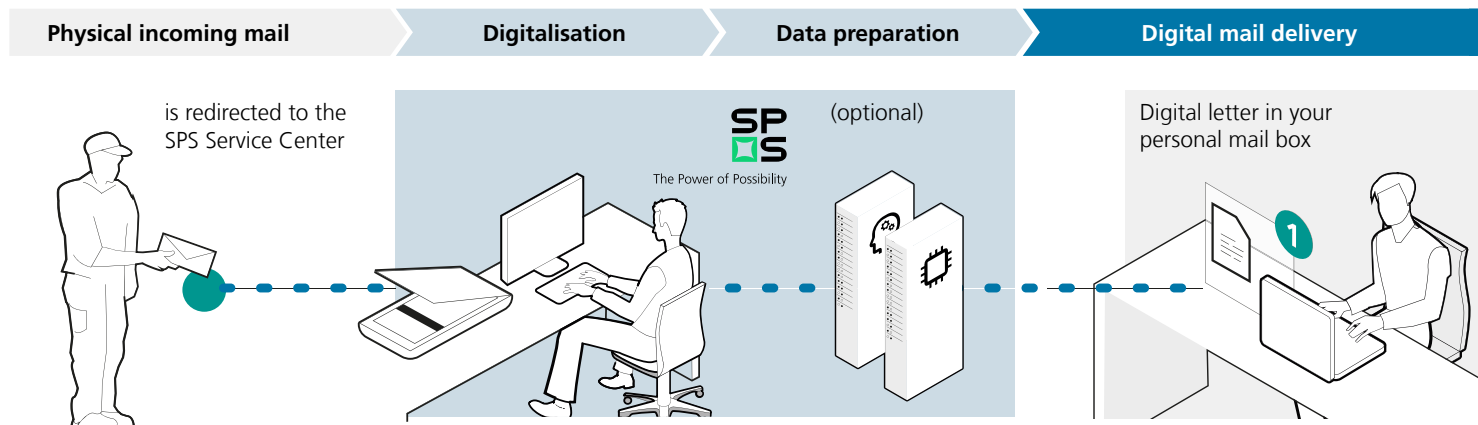 Physical incoming mail
Digitalisation
Data preparation
Digital mail delivery
is redirected to the
SPS Service Center
SP
S
The Power of Possibility
(optional)
Digital letter in your
personal mail box
1